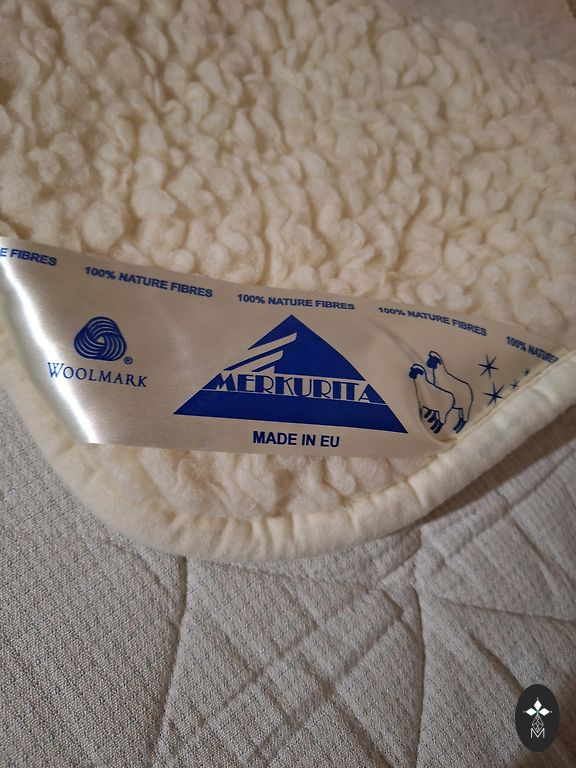 E FIBRES
100% NATURE FIBRES
100% NATURE FIBRES
100% NATURE FIBRES
100% NATURE
WOOLMARK
®
MERKURITA
MADE IN EU
M